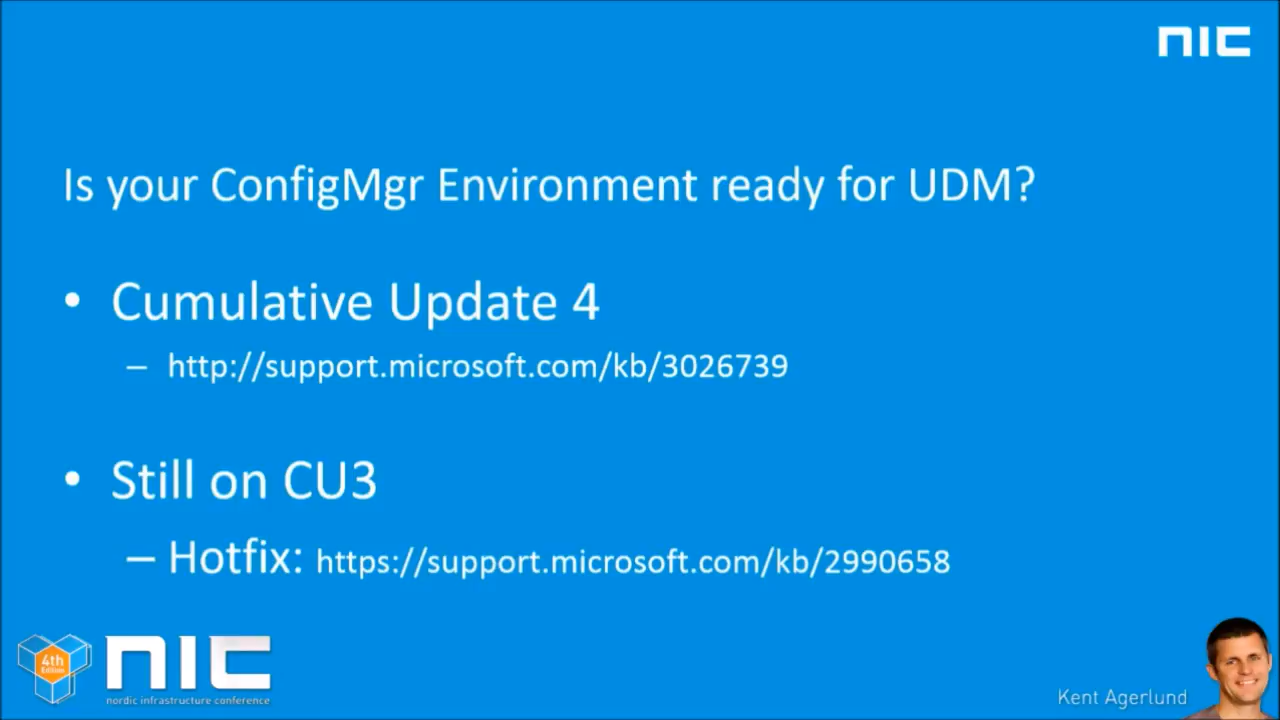 NIC
Is your ConfigMgr Environment ready for UDM?
• Cumulative Update 4
– http://support.microsoft.com/kb/3026739
• Still on CU3
– Hotfix: https://support.microsoft.com/kb/2990658
4th
Edition
NIC
nordic infrastructure conference
Kent Agerlund